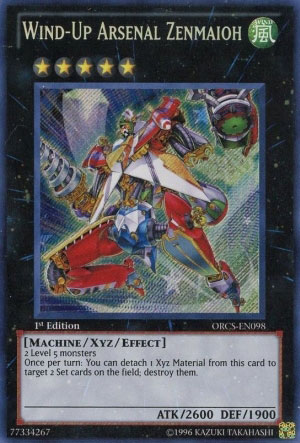 WIND-UP ARSENAL ZENMAIOH
WIND
風
1st Edition
ORCS-EN098
[MACHINE/XYZ/EFFECT]
2 Level 5 monsters
Once per turn: You can detach 1 Xyz Material from this card to
target 2 Set cards on the field; destroy them.
ATK/2600 DEF/1900
77334267
©1996 KAZUKI TAKAHASHI